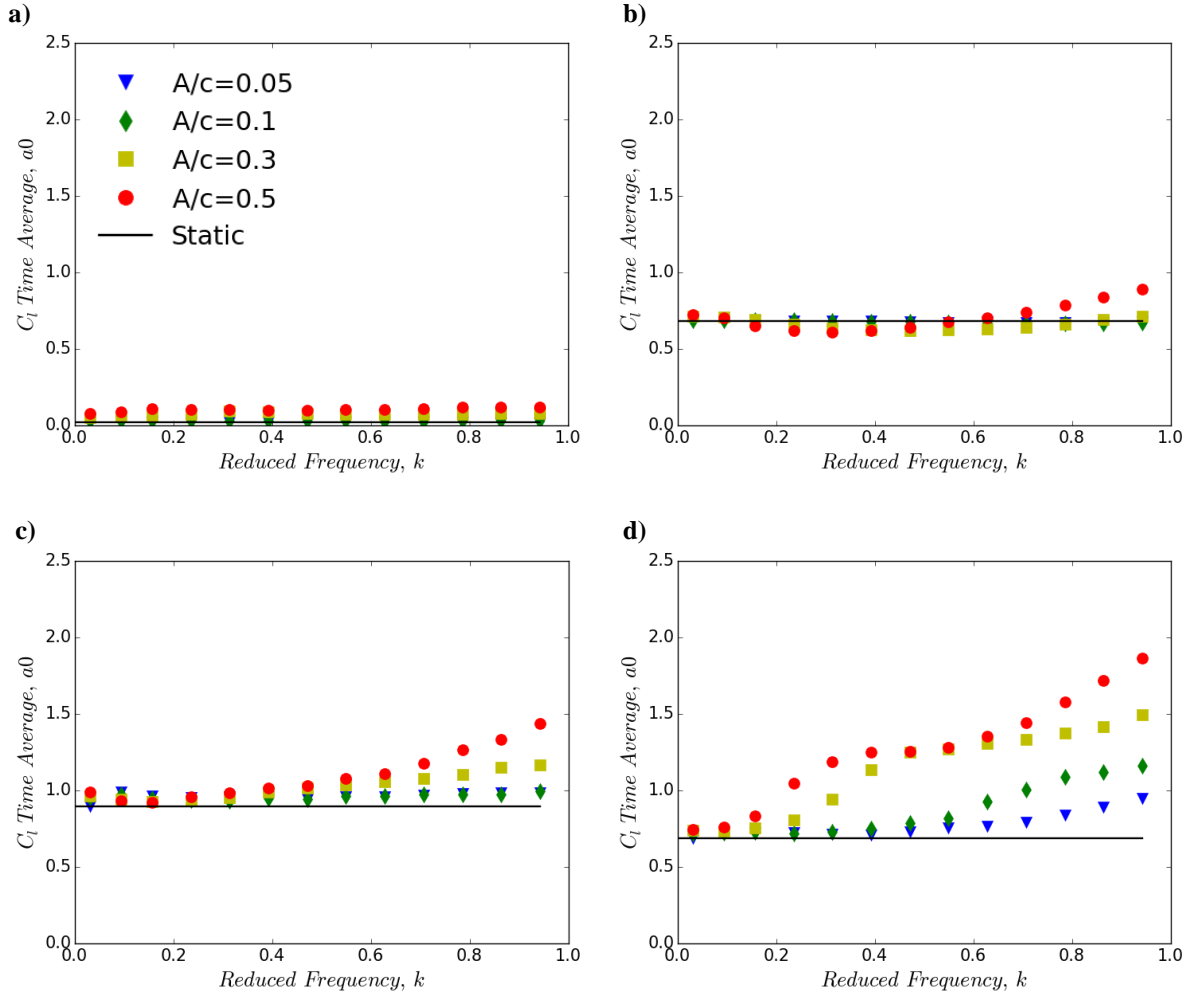 a)
2.5
2.0
1.5
1.0
0.5
0.0
C_l Time Average, a0
A/c=0.05
A/c=0.1
A/c=0.3
A/c=0.5
Static
0.0 0.2 0.4 0.6 0.8 1.0
Reduced Frequency, k
b)
2.5
2.0
1.5
1.0
0.5
0.0
C_l Time Average, a0
0.0 0.2 0.4 0.6 0.8 1.0
Reduced Frequency, k
c)
2.5
2.0
1.5
1.0
0.5
0.0
C_l Time Average, a0
0.0 0.2 0.4 0.6 0.8 1.0
Reduced Frequency, k
d)
2.5
2.0
1.5
1.0
0.5
0.0
C_l Time Average, a0
0.0 0.2 0.4 0.6 0.8 1.0
Reduced Frequency, k